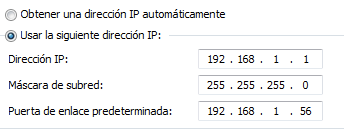 Obtener una dirección IP automáticamente
Usar la siguiente dirección IP:
Dirección IP: 192 . 168 . 1 . 1
Máscara de subred: 255 . 255 . 255 . 0
Puerta de enlace predeterminada: 192 . 168 . 1 . 56